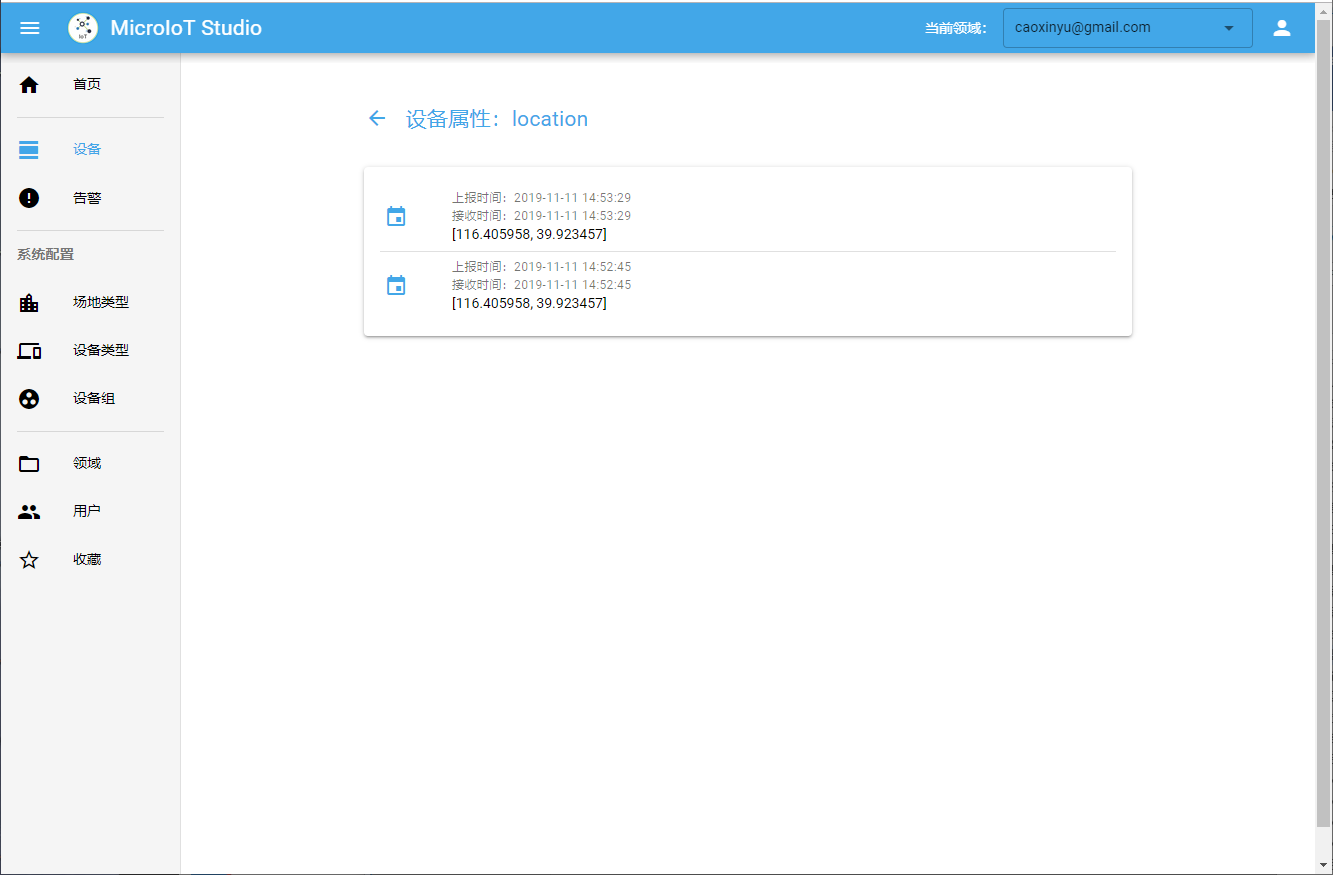 MicroIoT Studio
当前领域：
caoxinyu@gmail.com
首页
设备
告警
系统配置
场地类型
设备类型
设备组
领域
用户
收藏
设备属性：location
上报时间：2019-11-11 14:53:29
接收时间：2019-11-11 14:53:29
[116.405958, 39.923457]
上报时间：2019-11-11 14:52:45
接收时间：2019-11-11 14:52:45
[116.405958, 39.923457]